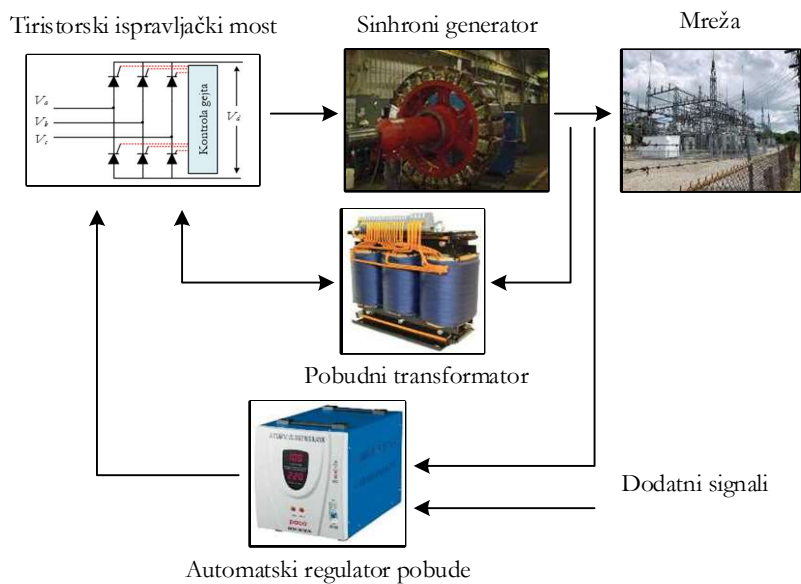 Tiristorski ispravljački most
Sinhroni generator
Mreža
Va
Vb
Vc
Kontrola gejta
Vd
Pobudni transformator
Dodatni signali
Automatski regulator pobude